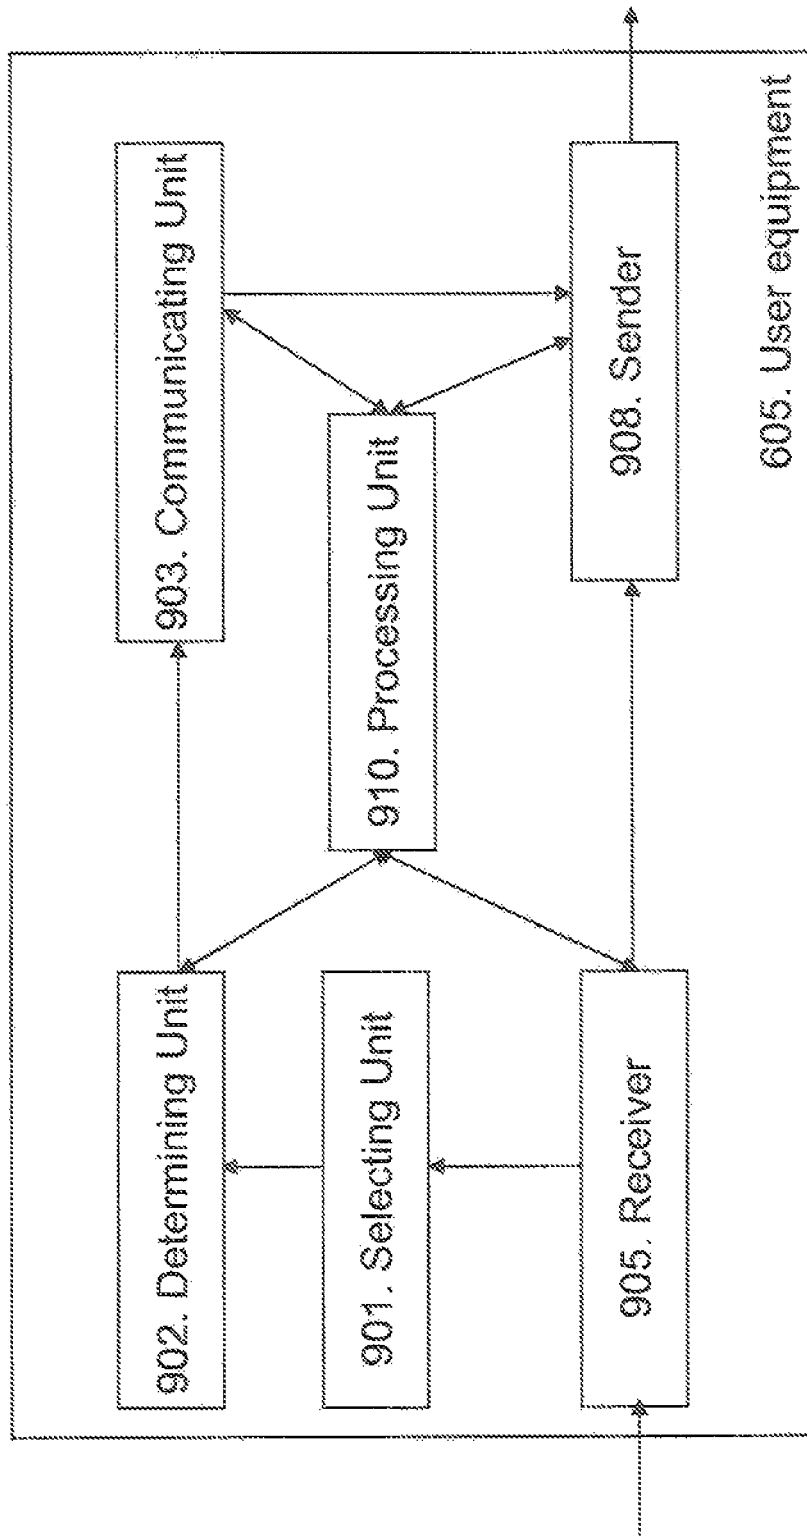 902. Determining Unit
903. Communicating Unit
901. Selecting Unit
910. Processing Unit
905. Receiver
908. Sender
605. User equipment